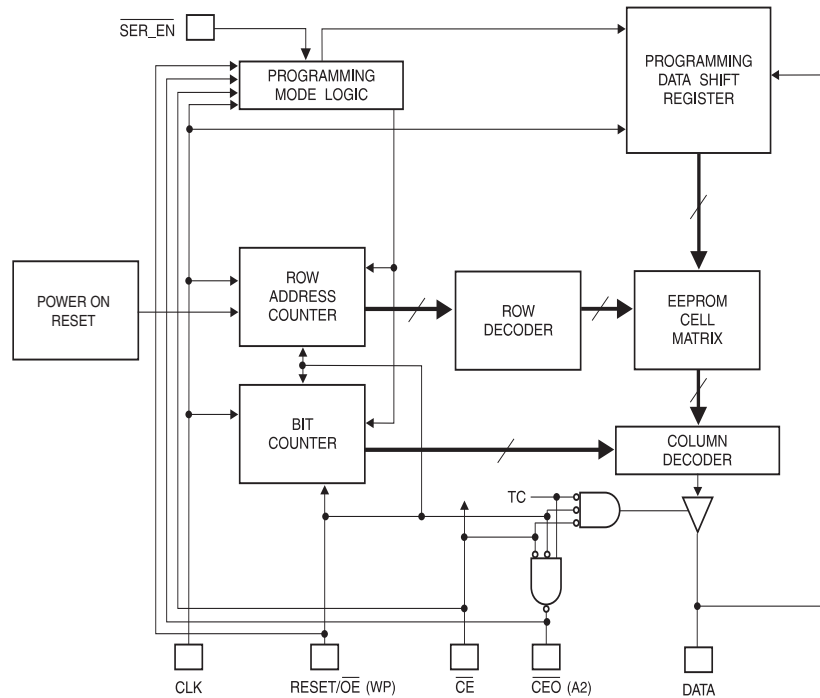 SER_EN
PROGRAMMING
MODE LOGIC
PROGRAMMING
DATA SHIFT
REGISTER
POWER ON
RESET
ROW
ADDRESS
COUNTER
ROW
DECODER
EEPROM
CELL
MATRIX
BIT
COUNTER
COLUMN
DECODER
TC
CLK
RESET/OE (WP)
CE
CEO (A2)
DATA